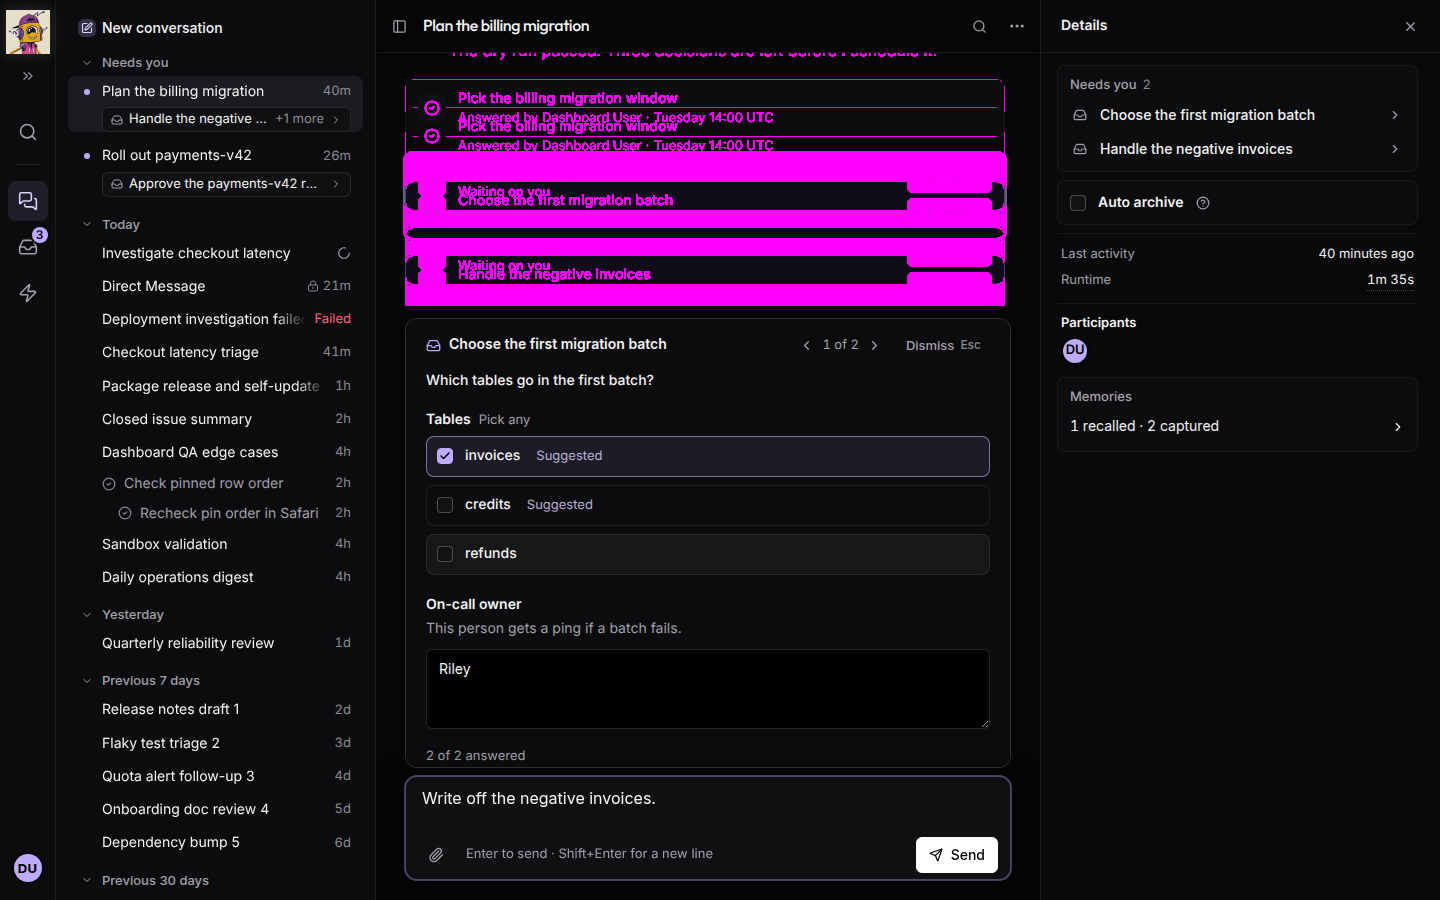 New conversation
Needs you
Plan the billing migration 40m
Handle the negative ... +1 more
Roll out payments-v42 26m
Approve the payments-v42 r...
Today
Investigate checkout latency
Direct Message 21m
Deployment investigation failed Failed
Checkout latency triage 41m
Package release and self-update 1h
Closed issue summary 2h
Dashboard QA edge cases 4h
Check pinned row order 2h
Recheck pin order in Safari 2h
Sandbox validation 4h
Daily operations digest 4h
Yesterday
Quarterly reliability review 1d
Previous 7 days
Release notes draft 1 2d
Flaky test triage 2 3d
Quota alert follow-up 3 4d
Onboarding doc review 4 5d
Dependency bump 5 6d
Previous 30 days
3
DU
Plan the billing migration
The dry run passed. Three decisions are left before I schedule it.
Pick the billing migration window
Answered by Dashboard User · Tuesday 14:00 UTC
Pick the billing migration window
Answered by Dashboard User · Tuesday 14:00 UTC
Waiting on you
Choose the first migration batch
Waiting on you
Handle the negative invoices
Choose the first migration batch
1 of 2
Dismiss Esc
Which tables go in the first batch?
Tables Pick any
invoices Suggested
credits Suggested
refunds
On-call owner
This person gets a ping if a batch fails.
Riley
2 of 2 answered
Write off the negative invoices.
Enter to send · Shift+Enter for a new line
Send
Details
Needs you 2
Choose the first migration batch
Handle the negative invoices
Auto archive
Last activity 40 minutes ago
Runtime 1m 35s
Participants
DU
Memories
1 recalled · 2 captured